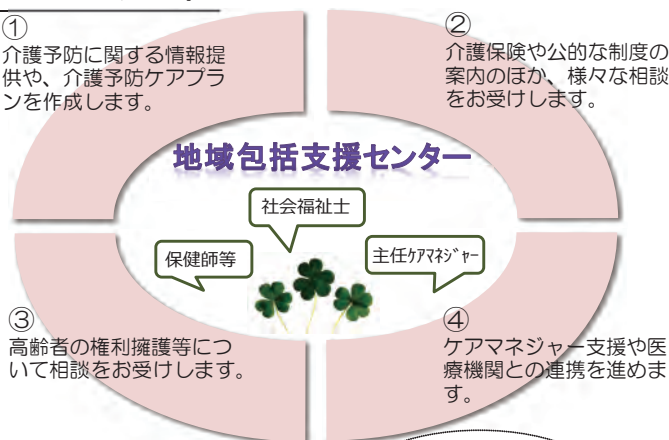 ①
介護予防に関する情報提
供や、介護予防ケアプラ
ンを作成します。
②
介護保険や公的な制度の
案内のほか、様々な相談
をお受けします。
地域包括支援センター
社会福祉士
保健師等
主任ｹｱﾏﾈｼﾞｬｰ
③
高齢者の権利擁護等につ
いて相談をお受けします。
④
ケアマネジャー支援や医
療機関との連携を進めま
す。